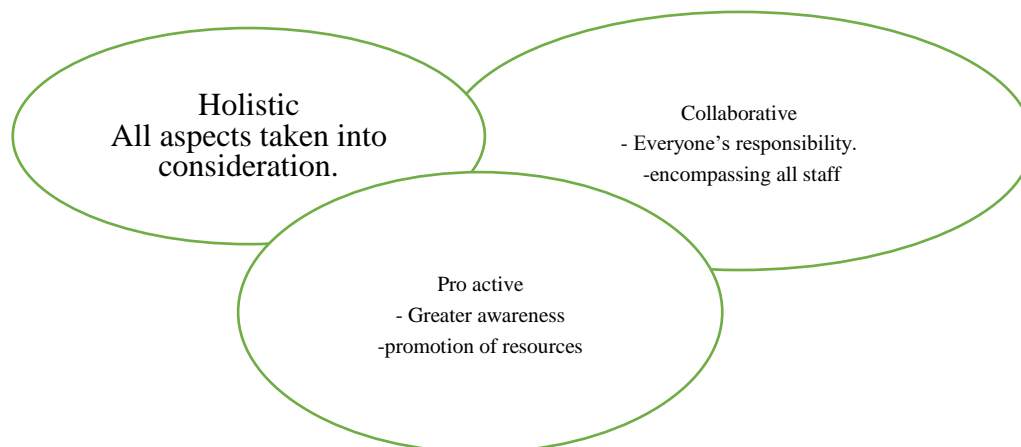 Holistic
All aspects taken into
consideration.
Collaborative
- Everyone’s responsibility.
-encompassing all staff
Pro active
- Greater awareness
-promotion of resources